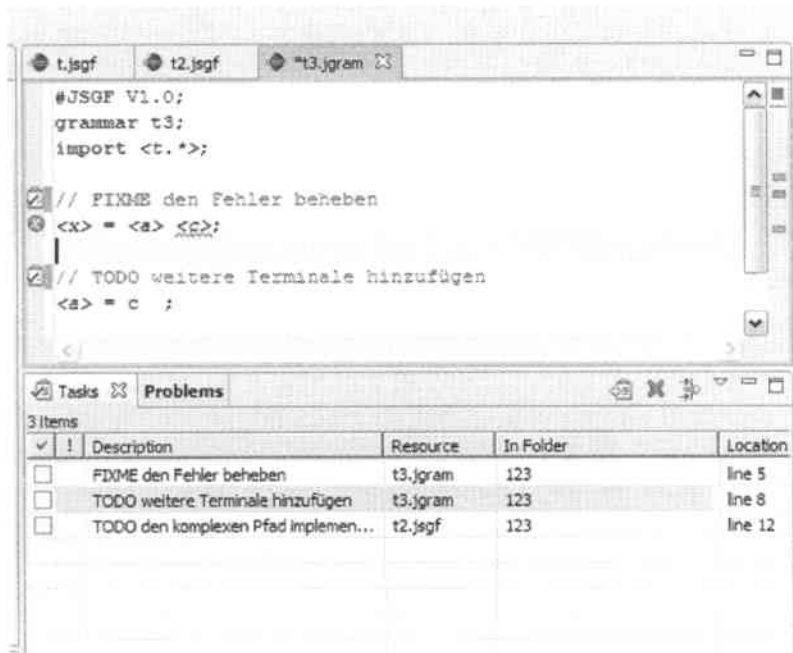 t.jsgf t2.jsgf *t3.jgram
#JSGF V1.0;
grammar t3;
import <t.*>;
// FIXME den Fehler beheben
<x> = <a> <c>;
// TODO weitere Terminale hinzufügen
<a> = c ;
Tasks Problems
3 items
! Description Resource In Folder Location
FIXME den Fehler beheben t3.jgram 123 line 5
TODO weitere Terminale hinzufügen t3.jgram 123 line 8
TODO den komplexen Pfad implemen... t2.jsgf 123 line 12